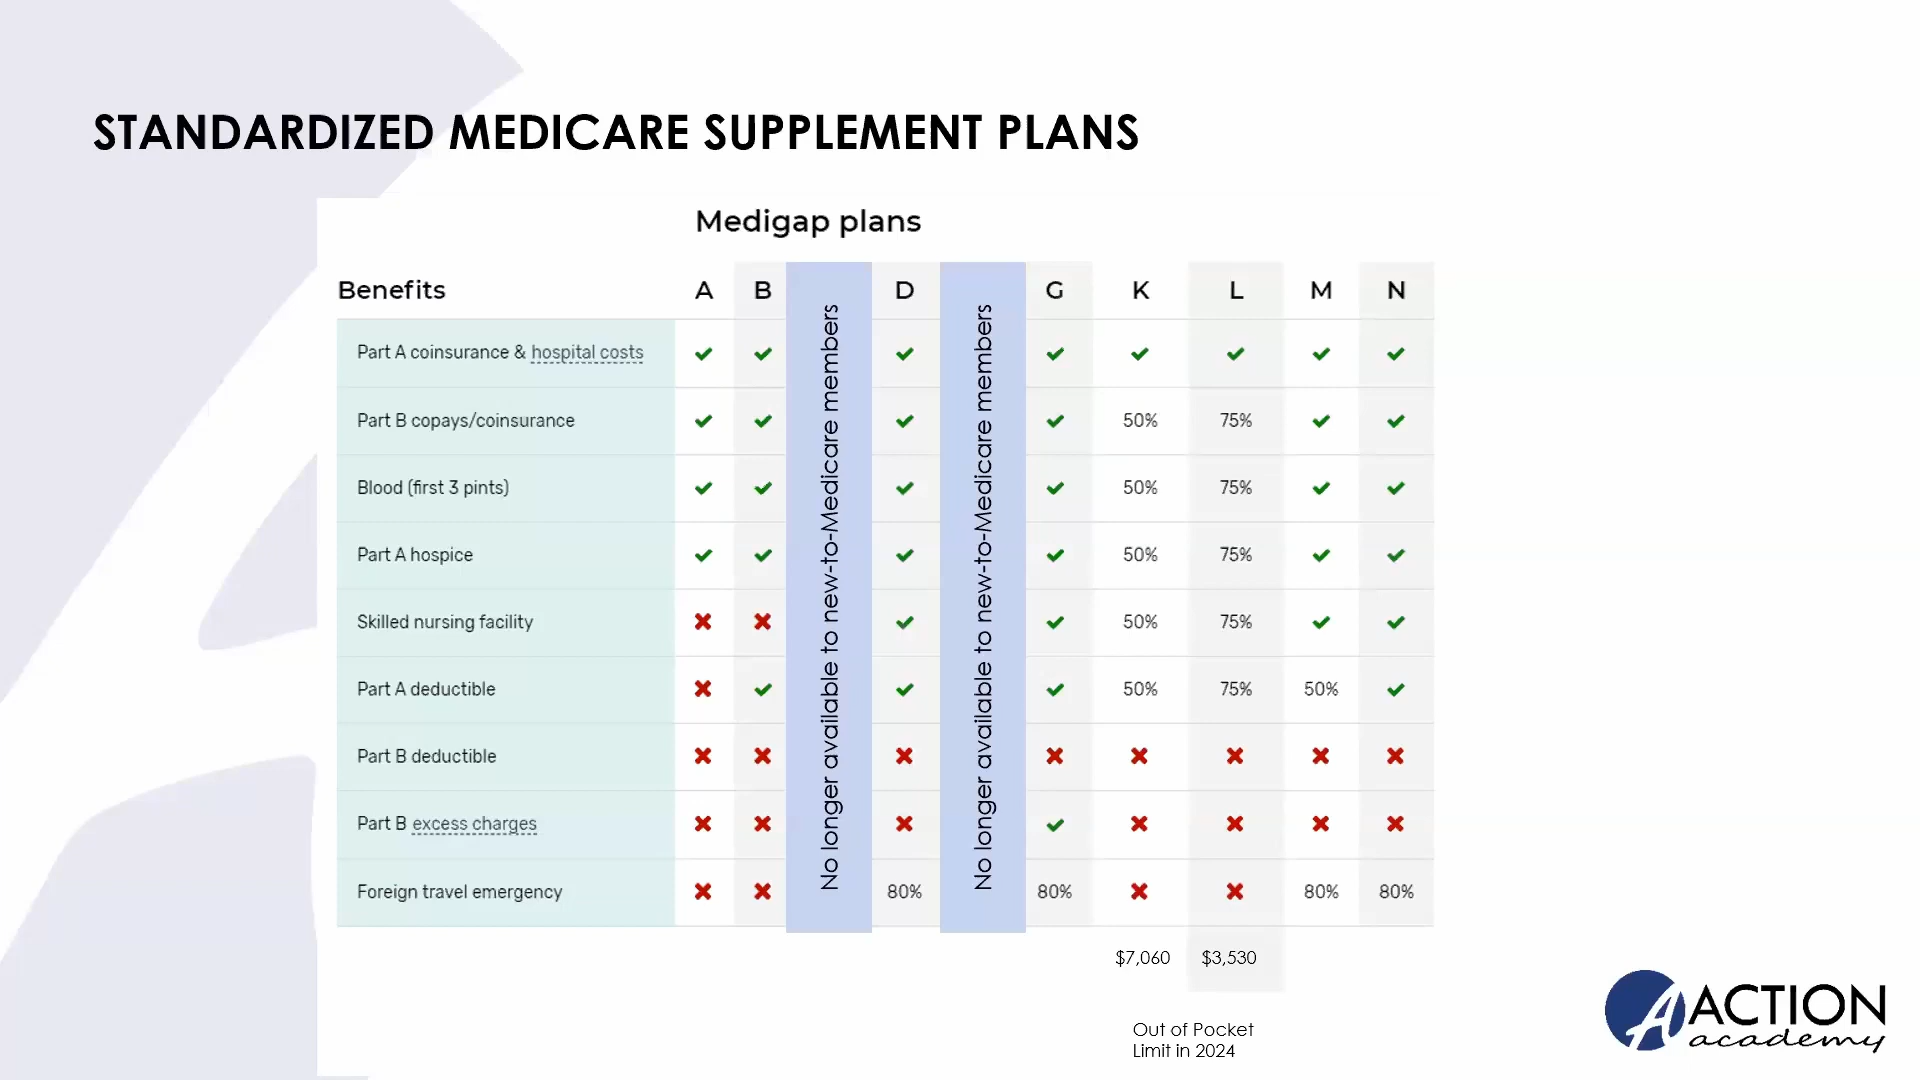 STANDARDIZED MEDICARE SUPPLEMENT PLANS
Medigap plans
Benefits A B D G K L M N
No longer available to new-to-Medicare members
No longer available to new-to-Medicare members
Part A coinsurance & hospital costs
Part B copays/coinsurance 50% 75%
Blood (first 3 pints) 50% 75%
Part A hospice 50% 75%
Skilled nursing facility 50% 75%
Part A deductible 50% 75% 50%
Part B deductible
Part B excess charges
Foreign travel emergency 80% 80% 80% 80%
$7,060 $3,530
Out of Pocket
Limit in 2024
A ACTION
academy